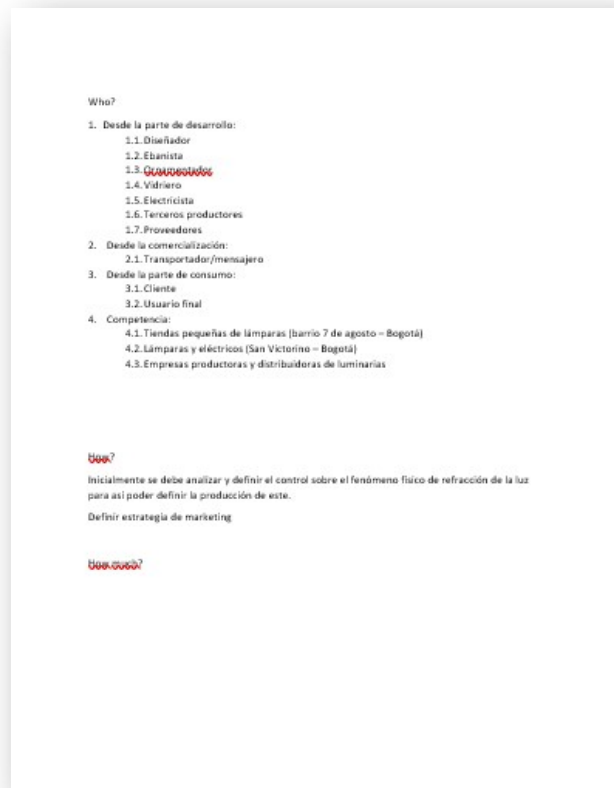 Who?
1. Desde la parte de desarrollo:
1.1. Diseñador
1.2. Ebanista
1.3. Ornamentador
1.4. Vidriero
1.5. Electricista
1.6. Terceros productores
1.7. Proveedores
2. Desde la comercialización:
2.1. Transportador/mensajero
3. Desde la parte de consumo:
3.1. Cliente
3.2. Usuario final
4. Competencia:
4.1. Tiendas pequeñas de lámparas (barrio 7 de agosto – Bogotá)
4.2. Lámparas y eléctricos (San Victorino – Bogotá)
4.3. Empresas productoras y distribuidoras de luminarias
How?
Inicialmente se debe analizar y definir el control sobre el fenómeno físico de refracción de la luz
para así poder definir la producción de este.
Definir estrategia de marketing
How much?